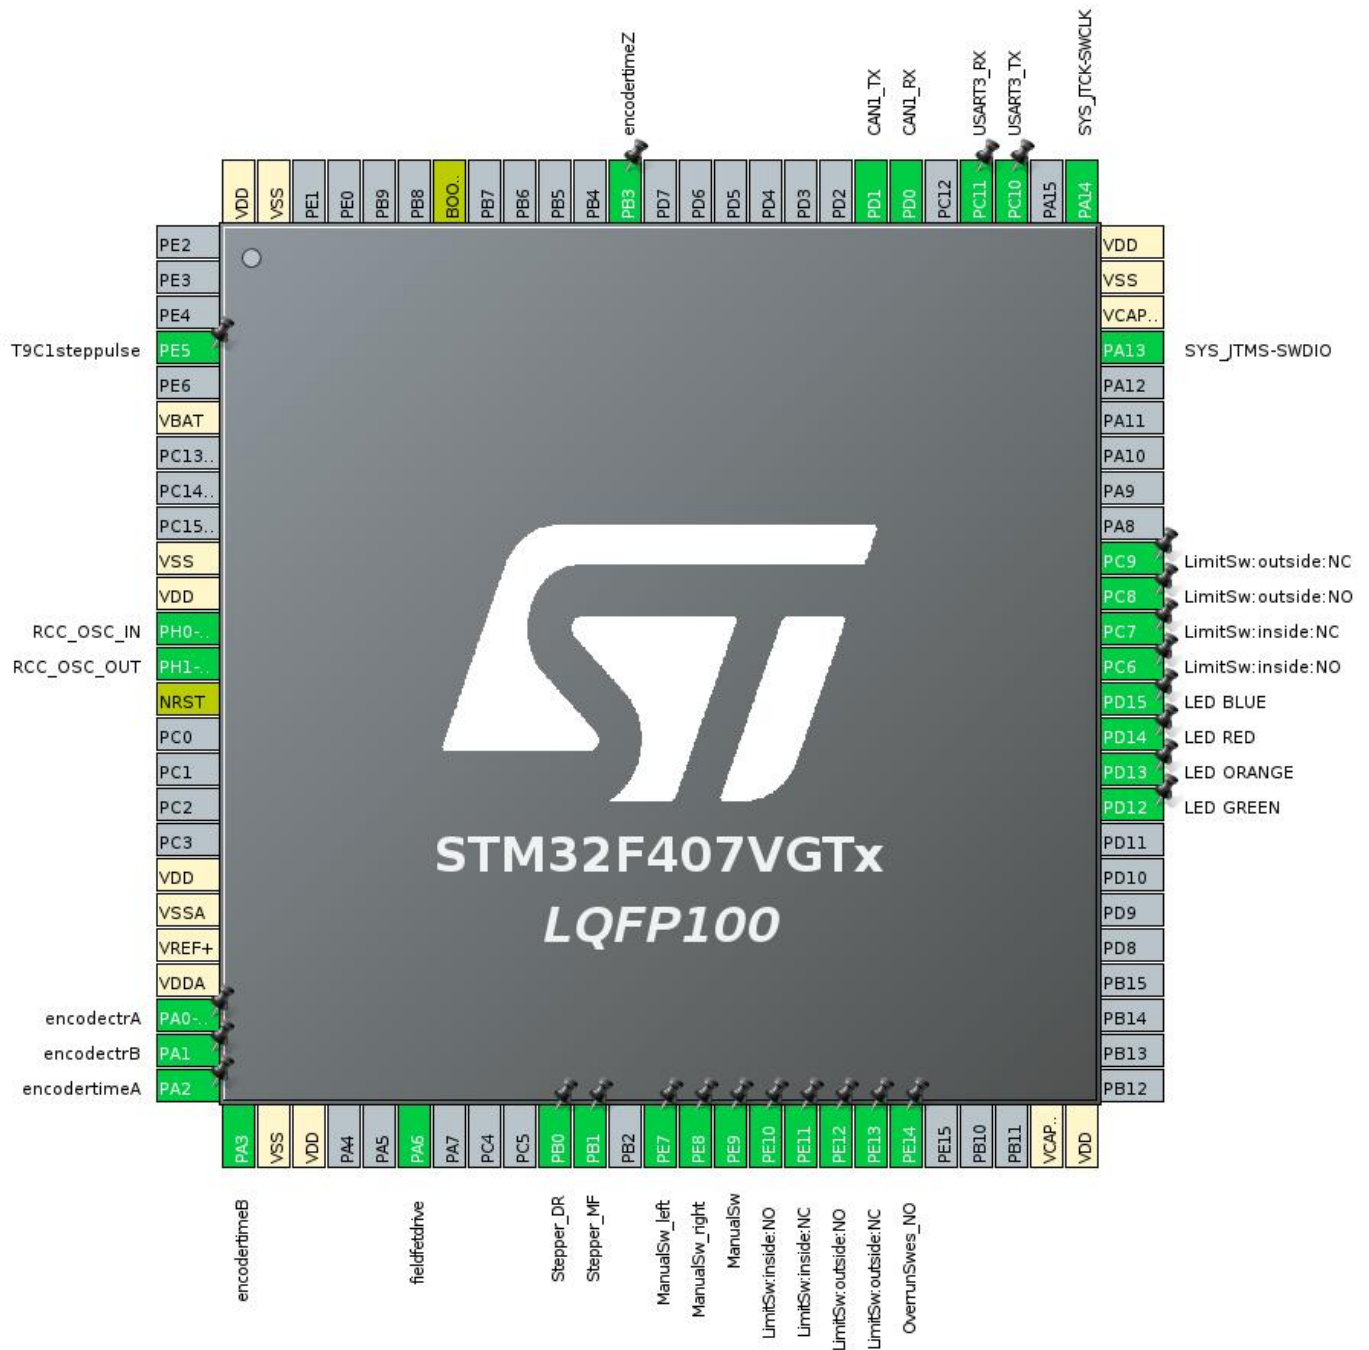 encodertimeZ
CAN1_TX
CAN1_RX
USART3_RX
USART3_TX
SYS_JTCK-SWCLK
VDD
VSS
PE1
PE0
PB9
PB8
BOO..
PB7
PB6
PB5
PB4
PB3
PD7
PD6
PD5
PD4
PD3
PD2
PD1
PD0
PC12
PC11
PC10
PA15
PA14
PE2
PE3
PE4
T9C1steppulse PE5
PE6
VBAT
PC13..
PC14..
PC15..
VSS
VDD
RCC_OSC_IN PH0-..
RCC_OSC_OUT PH1-..
NRST
PC0
PC1
PC2
PC3
VDD
VSSA
VREF+
VDDA
encodectrA PA0-..
encodectrB PA1
encodertimeA PA2
STM32F407VGTx
LQFP100
VDD
VSS
VCAP..
PA13 SYS_JTMS-SWDIO
PA12
PA11
PA10
PA9
PA8
PC9 LimitSw:outside:NC
PC8 LimitSw:outside:NO
PC7 LimitSw:inside:NC
PC6 LimitSw:inside:NO
PD15 LED BLUE
PD14 LED RED
PD13 LED ORANGE
PD12 LED GREEN
PD11
PD10
PD9
PD8
PB15
PB14
PB13
PB12
PA3
VSS
VDD
PA4
PA5
PA6
PA7
PC4
PC5
PB0
PB1
PB2
PE7
PE8
PE9
PE10
PE11
PE12
PE13
PE14
PE15
PB10
PB11
VCAP..
VDD
encodertimeB
fieldfetdrive
Stepper_DR
Stepper_MF
ManualSw_left
ManualSw_right
ManualSw
LimitSw:inside:NO
LimitSw:inside:NC
LimitSw:outside:NO
LimitSw:outside:NC
OverrunSwes_NO